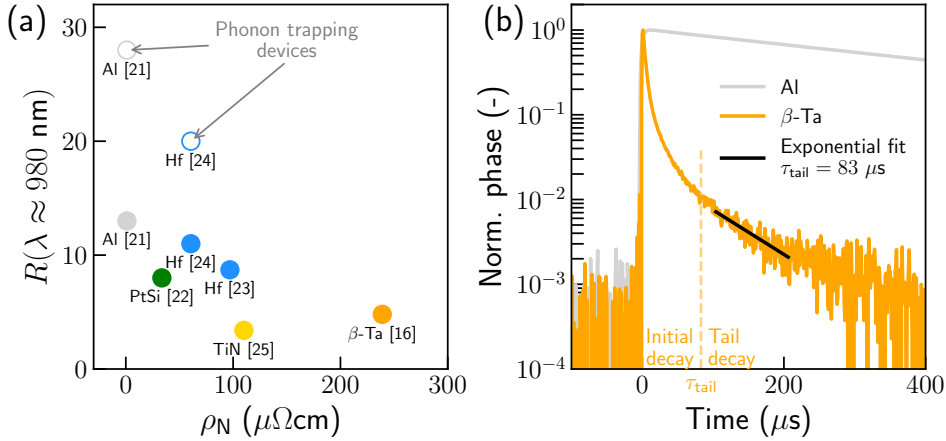 (a)
R(λ ≈ 980 nm)
30
20
10
0
0
100
200
300
ρN (μΩcm)
Phonon trapping
devices
Al [21]
Hf [24]
Al [21]
Hf [24]
PtSi [22]
Hf [23]
TiN [25]
β-Ta [16]
(b)
Norm. phase (-)
10⁰
10⁻¹
10⁻²
10⁻³
10⁻⁴
0
200
400
Time (μs)
Al
β-Ta
Exponential fit
τtail = 83 μs
Initial
decay
Tail
decay
τtail